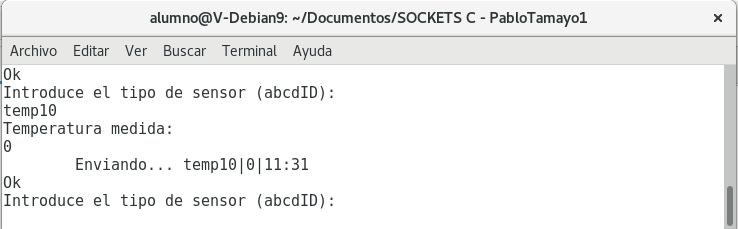 alumno@V-Debian9: ~/Documentos/SOCKETS C - PabloTamayo1
Archivo Editar Ver Buscar Terminal Ayuda
Ok
Introduce el tipo de sensor (abcdID):
temp10
Temperatura medida:
0
Enviando... temp10|0|11:31
Ok
Introduce el tipo de sensor (abcdID):